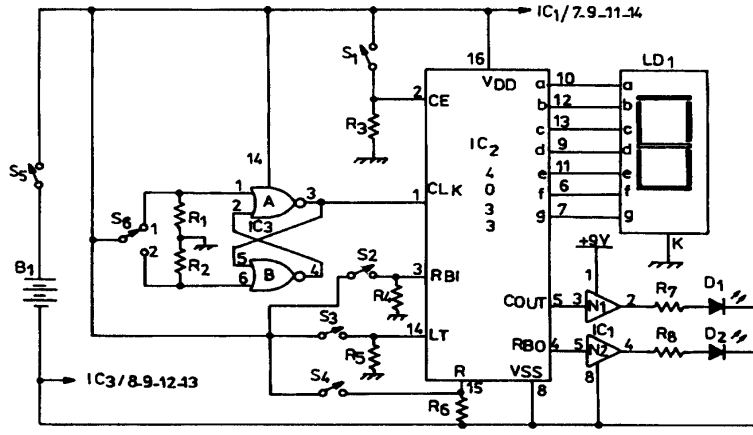 IC1/7-9-11-14
S1
16
VDD
LD1
2
CE
R3
a 10 a
b 12 b
c 13 c
d 9 d
e 11 e
f 6 f
g 7 g
IC2
4
0
3
3
14
S5
1
2
A
3
1
CLK
IC3
S6
1
2
R1
R2
5
6
B
4
S2
3
RBI
R4
K
+9V
1
B1
S3
14
LT
R5
COUT
5
3
N1
2
R7
D1
IC1
RBO
4
5
N2
4
R8
D2
8
IC3/8-9-12-13
S4
R
15
R6
VSS
8